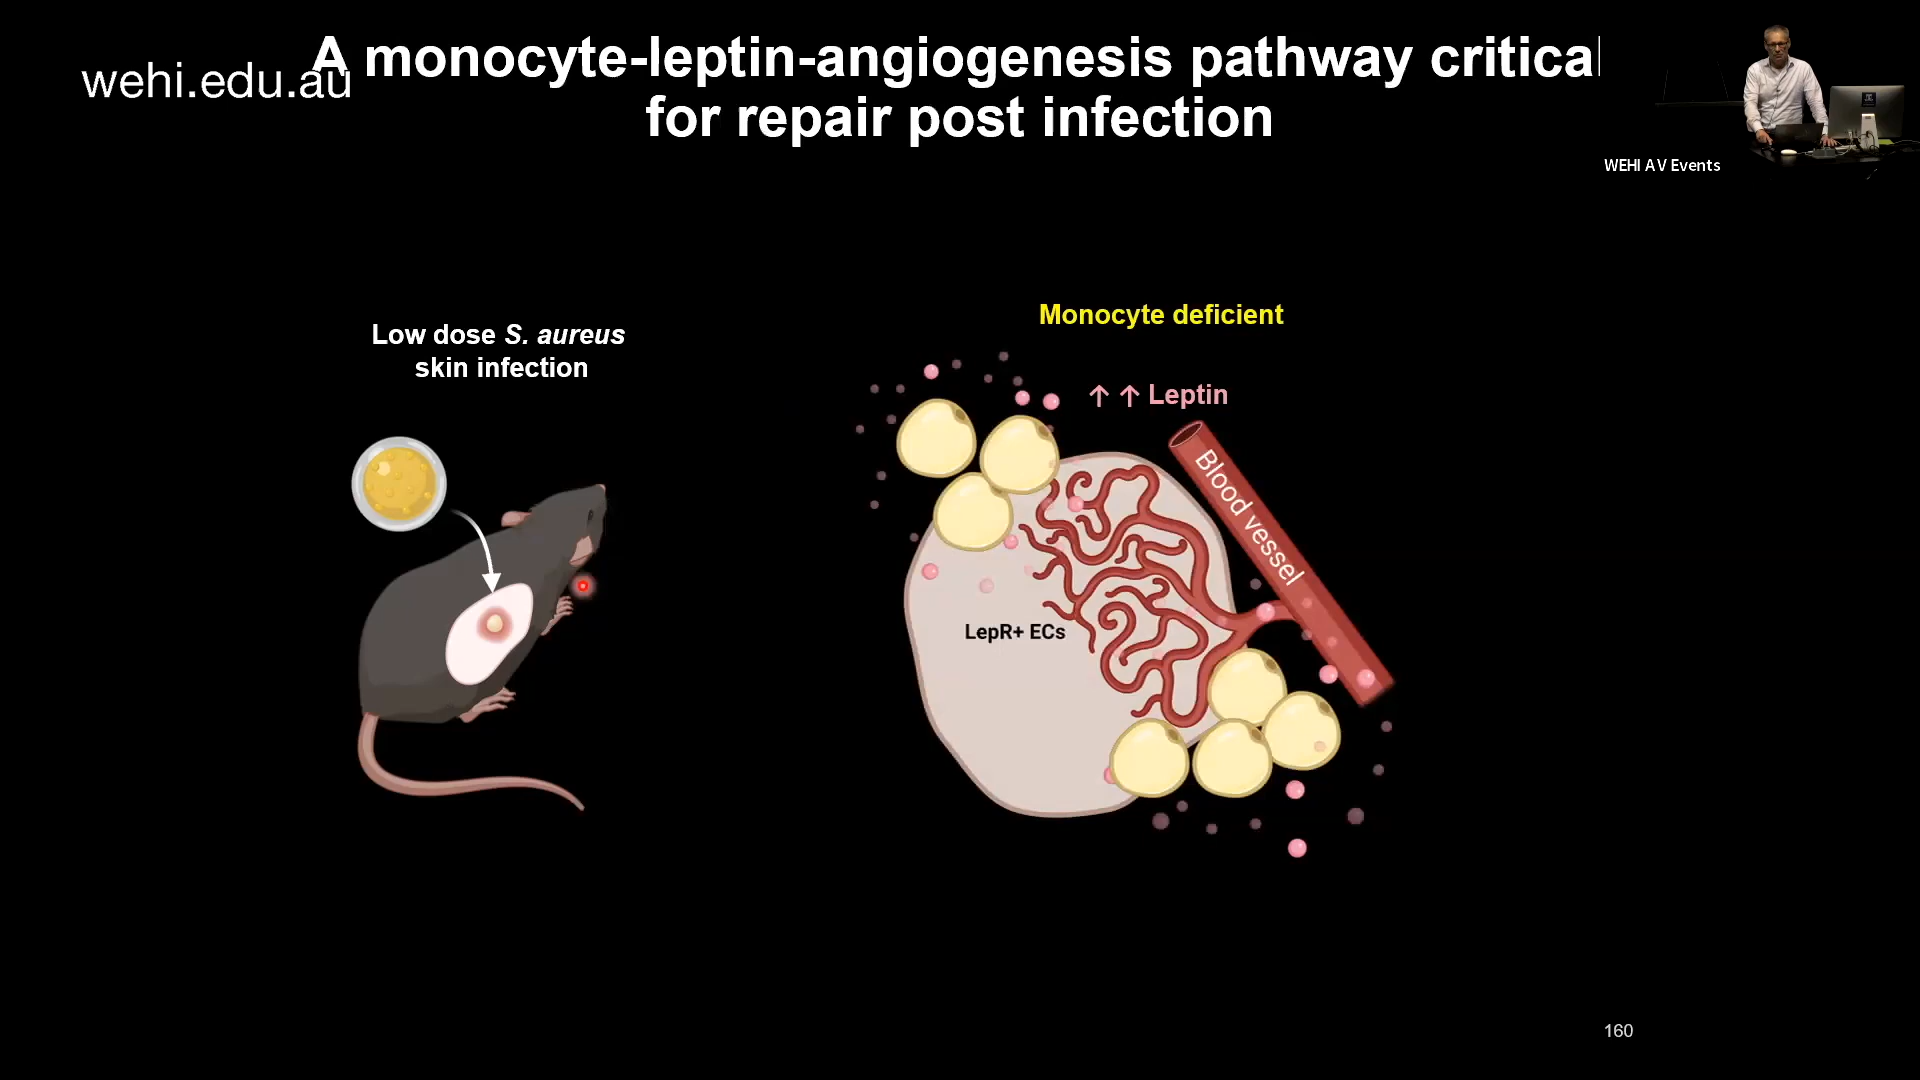 wehi.edu.au
A monocyte-leptin-angiogenesis pathway critical
for repair post infection
WEHI AV Events
Low dose S. aureus
skin infection
Monocyte deficient
↑ ↑ Leptin
Blood vessel
LepR+ ECs
160